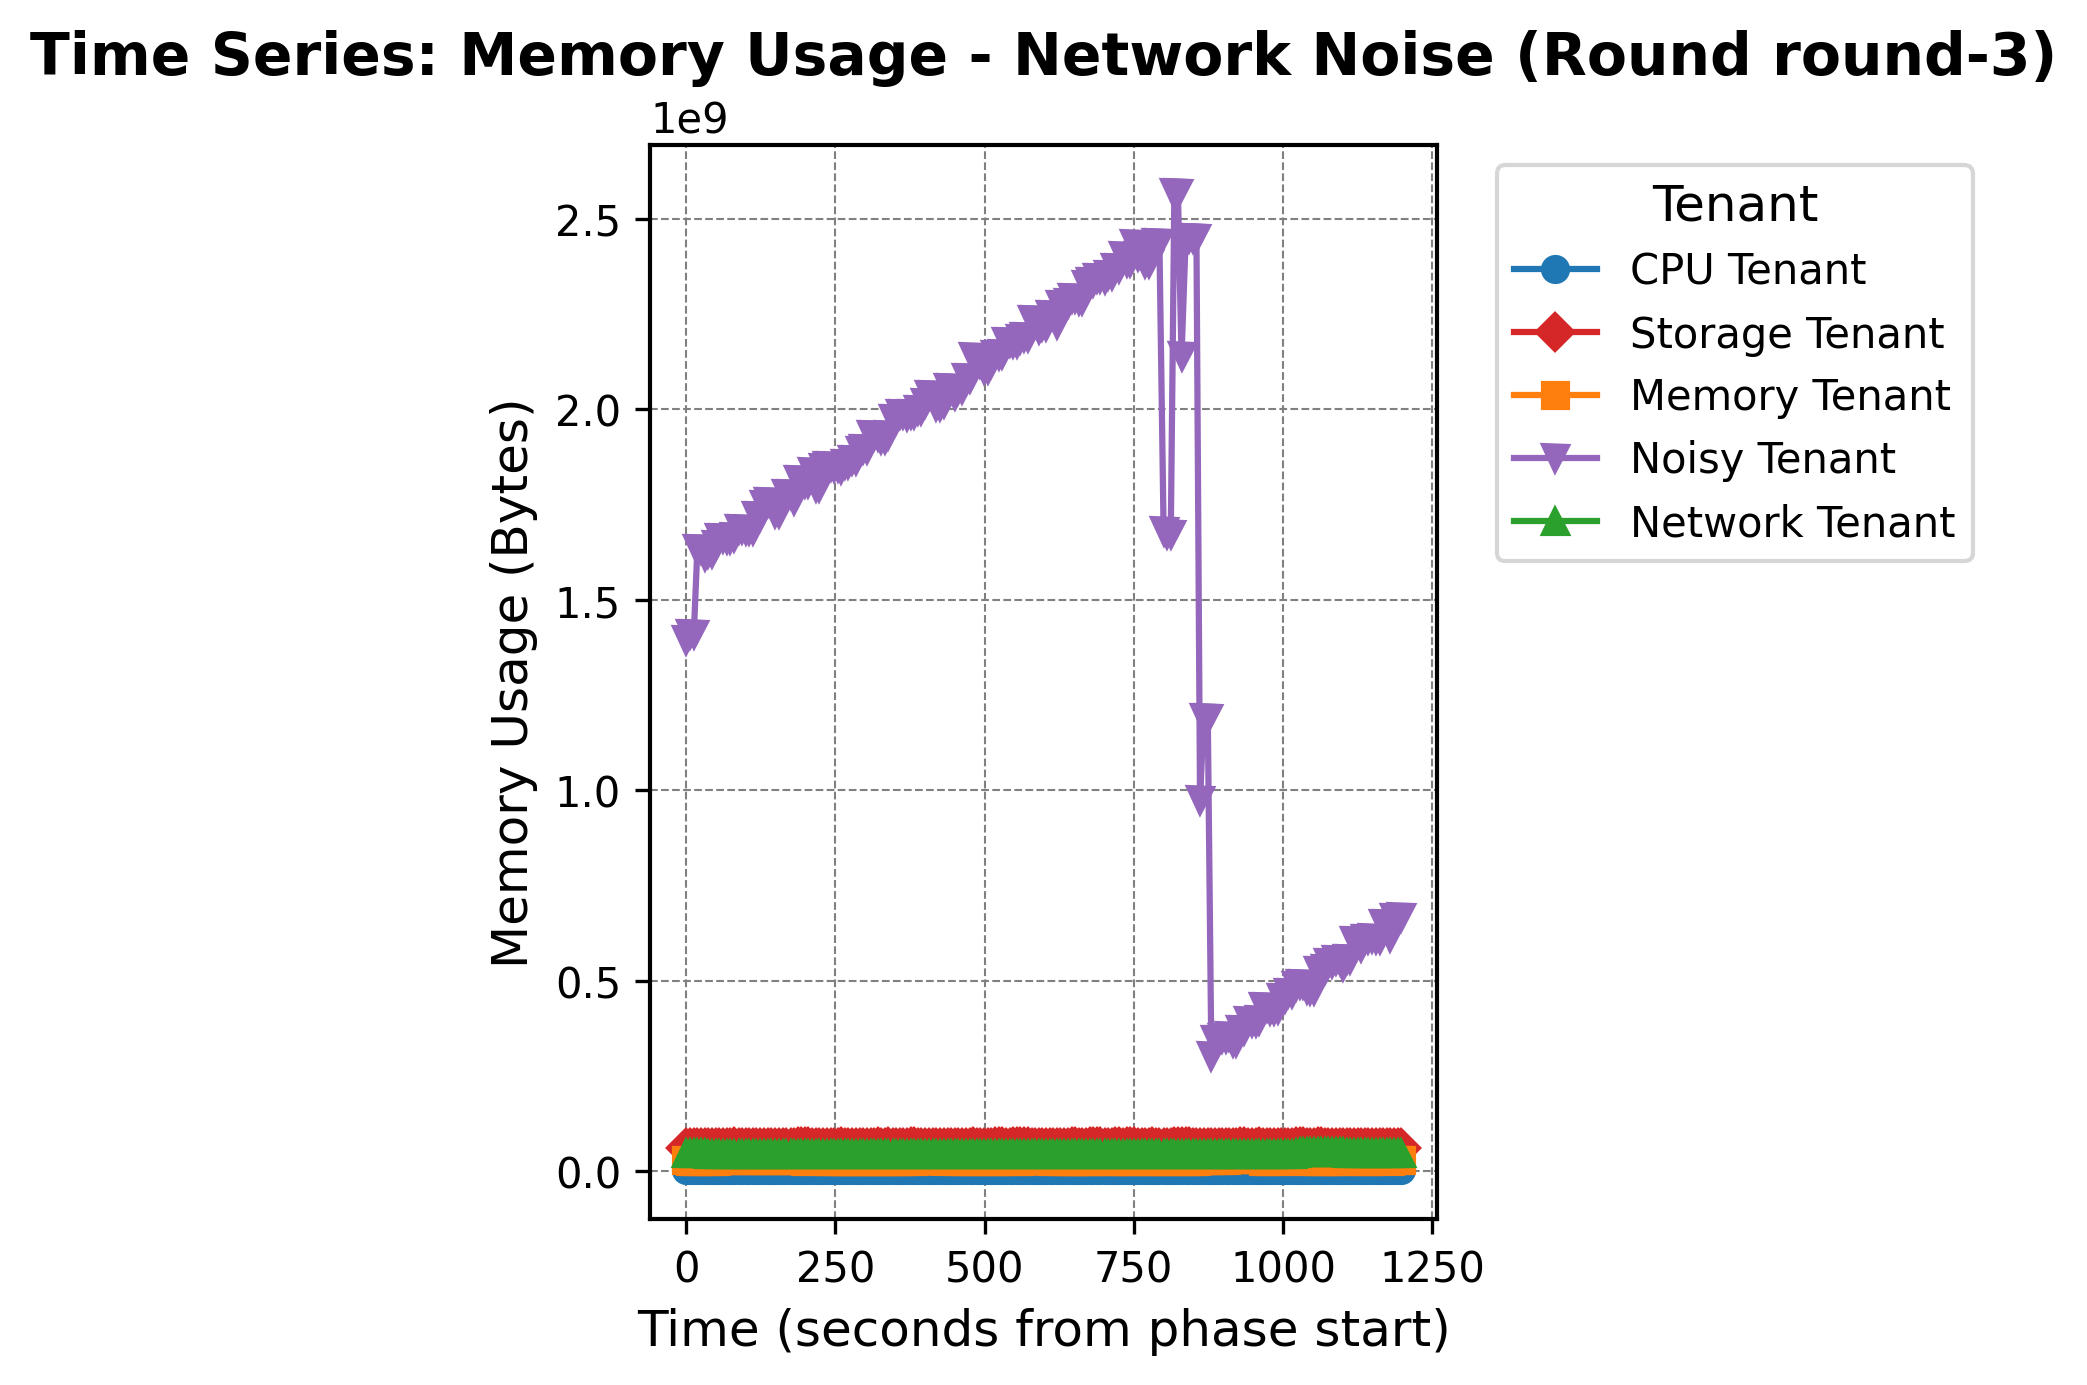 Time Series: Memory Usage - Network Noise (Round round-3)
1e9
2.5
2.0
1.5
1.0
0.5
0.0
Memory Usage (Bytes)
0 250 500 750 1000 1250
Time (seconds from phase start)
Tenant
CPU Tenant
Storage Tenant
Memory Tenant
Noisy Tenant
Network Tenant